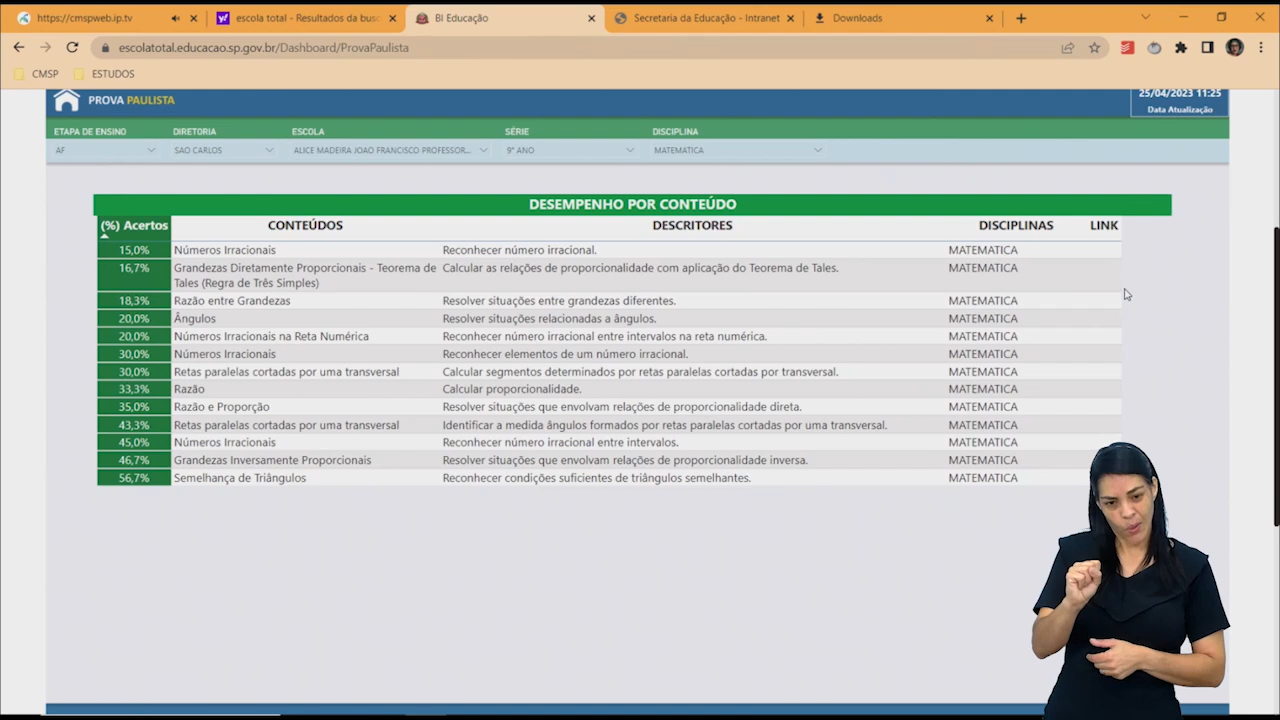 https://cmspweb.ip.tv
escola total - Resultados da bus
BI Educação
Secretaria da Educação - Intranet
Downloads
escolatotal.educacao.sp.gov.br/Dashboard/ProvaPaulista
CMSP
ESTUDOS
PROVA PAULISTA
25/04/2023 11:25
Data Atualização
ETAPA DE ENSINO DIRETORIA ESCOLA SÉRIE DISCIPLINA
AF SAO CARLOS ALICE MADEIRA JOAO FRANCISCO PROFESSOR... 9º ANO MATEMATICA
DESEMPENHO POR CONTEÚDO
(%) Acertos CONTEÚDOS DESCRITORES DISCIPLINAS LINK
15,0% Números Irracionais Reconhecer número irracional. MATEMATICA
16,7% Grandezas Diretamente Proporcionais - Teorema de Calcular as relações de proporcionalidade com aplicação do Teorema de Tales. MATEMATICA
Tales (Regra de Três Simples)
18,3% Razão entre Grandezas Resolver situações entre grandezas diferentes. MATEMATICA
20,0% Ângulos Resolver situações relacionadas a ângulos. MATEMATICA
20,0% Números Irracionais na Reta Numérica Reconhecer número irracional entre intervalos na reta numérica. MATEMATICA
30,0% Números Irracionais Reconhecer elementos de um número irracional. MATEMATICA
30,0% Retas paralelas cortadas por uma transversal Calcular segmentos determinados por retas paralelas cortadas por transversal. MATEMATICA
33,3% Razão Calcular proporcionalidade. MATEMATICA
35,0% Razão e Proporção Resolver situações que envolvam relações de proporcionalidade direta. MATEMATICA
43,3% Retas paralelas cortadas por uma transversal Identificar a medida ângulos formados por retas paralelas cortadas por uma transversal. MATEMATICA
45,0% Números Irracionais Reconhecer número irracional entre intervalos. MATEMATICA
46,7% Grandezas Inversamente Proporcionais Resolver situações que envolvam relações de proporcionalidade inversa. MATEMATICA
56,7% Semelhança de Triângulos Reconhecer condições suficientes de triângulos semelhantes. MATEMATICA